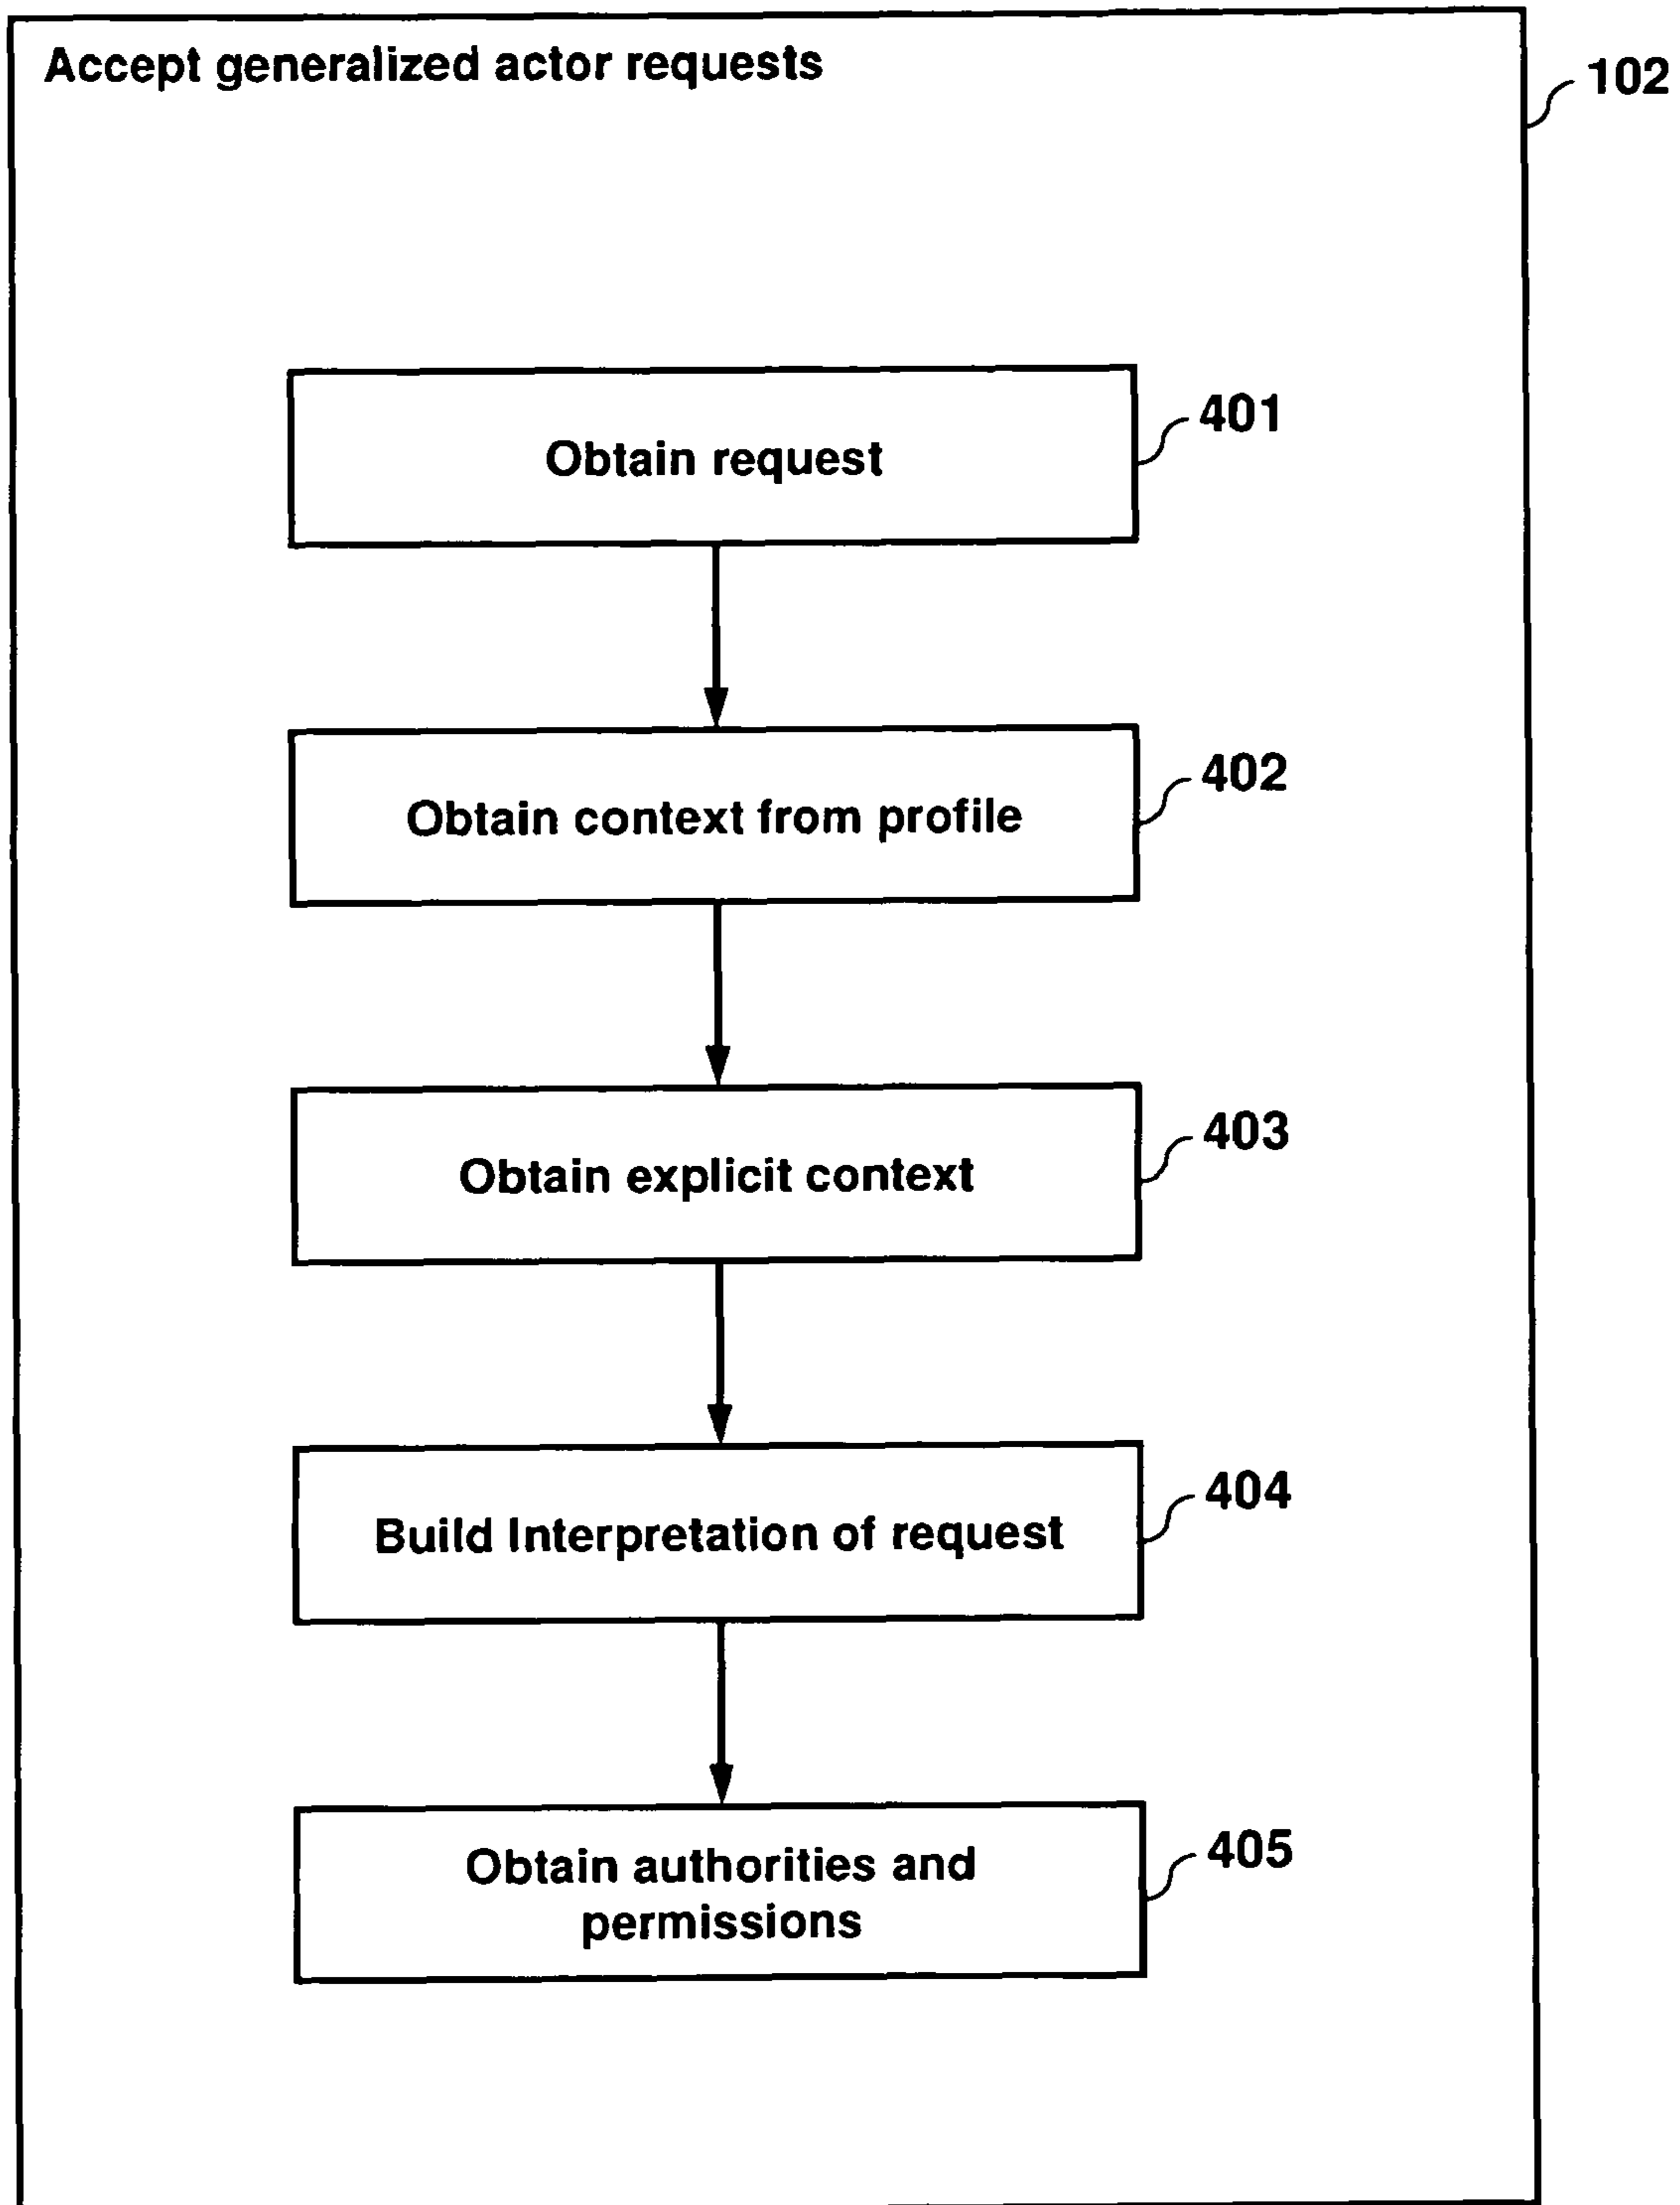 Accept generalized actor requests
102
Obtain request
401
Obtain context from profile
402
Obtain explicit context
403
Build Interpretation of request
404
Obtain authorities and
permissions
405